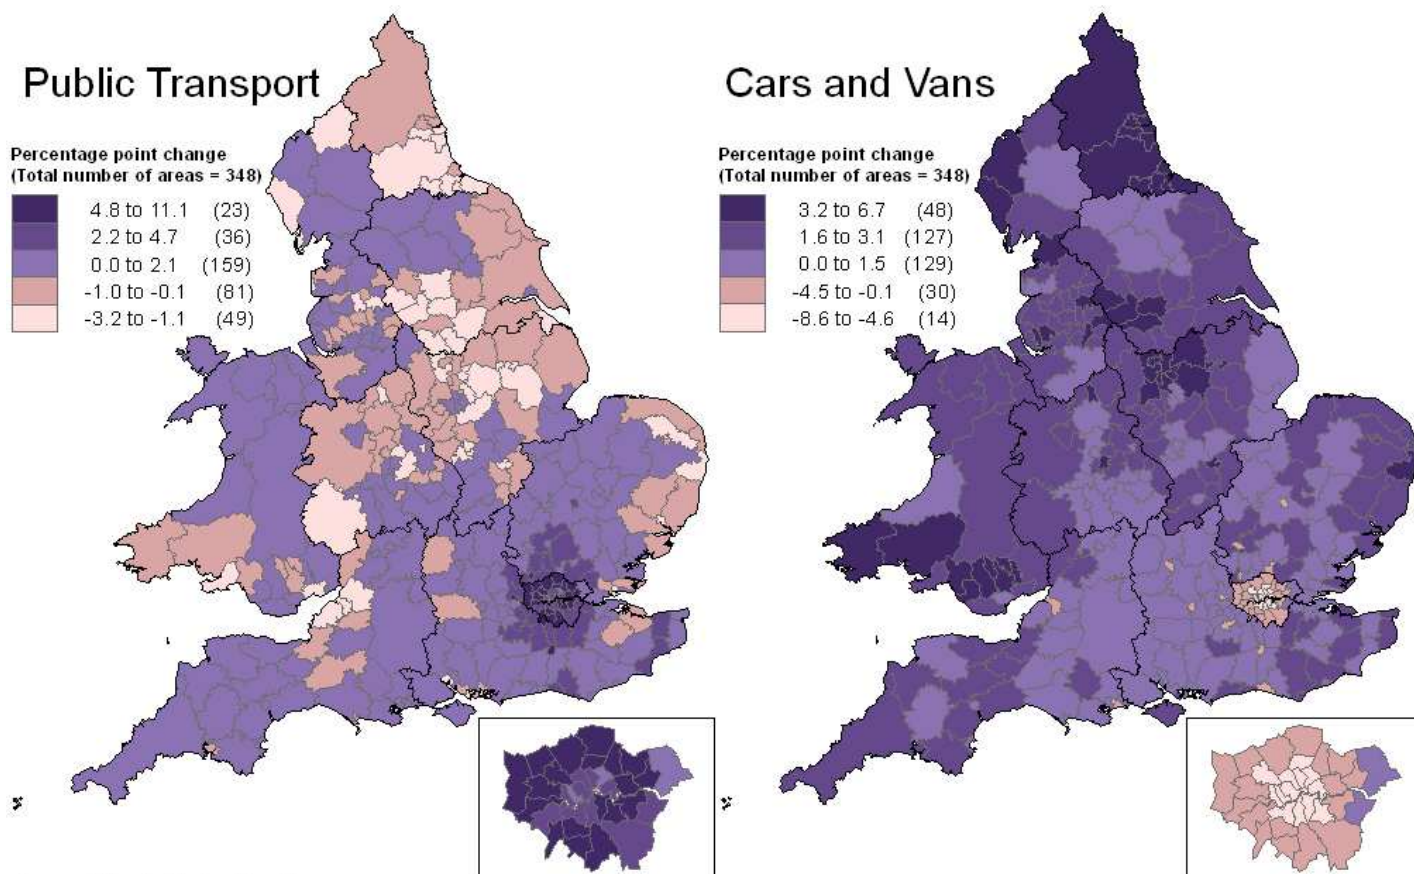 Public Transport
Percentage point change
(Total number of areas = 348)
4.8 to 11.1 (23)
2.2 to 4.7 (36)
0.0 to 2.1 (159)
-1.0 to -0.1 (81)
-3.2 to -1.1 (49)
Cars and Vans
Percentage point change
(Total number of areas = 348)
3.2 to 6.7 (48)
1.6 to 3.1 (127)
0.0 to 1.5 (129)
-4.5 to -0.1 (30)
-8.6 to -4.6 (14)